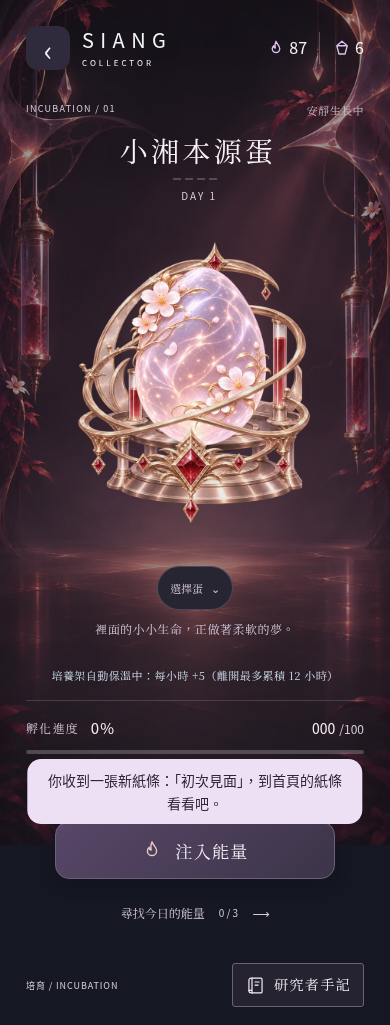 SIANG
COLLECTOR
87
6
INCUBATION / 01
安靜生長中
小湘本源蛋
DAY 1
選擇蛋
裡面的小小生命，正做著柔軟的夢。
培養架自動保溫中：每小時 +5（離開最多累積 12 小時）
孵化進度 0%
000 /100
你收到一張新紙條：「初次見面」，到首頁的紙條
看看吧。
注入能量
尋找今日的能量 0 / 3 →
培育 / INCUBATION
研究者手記